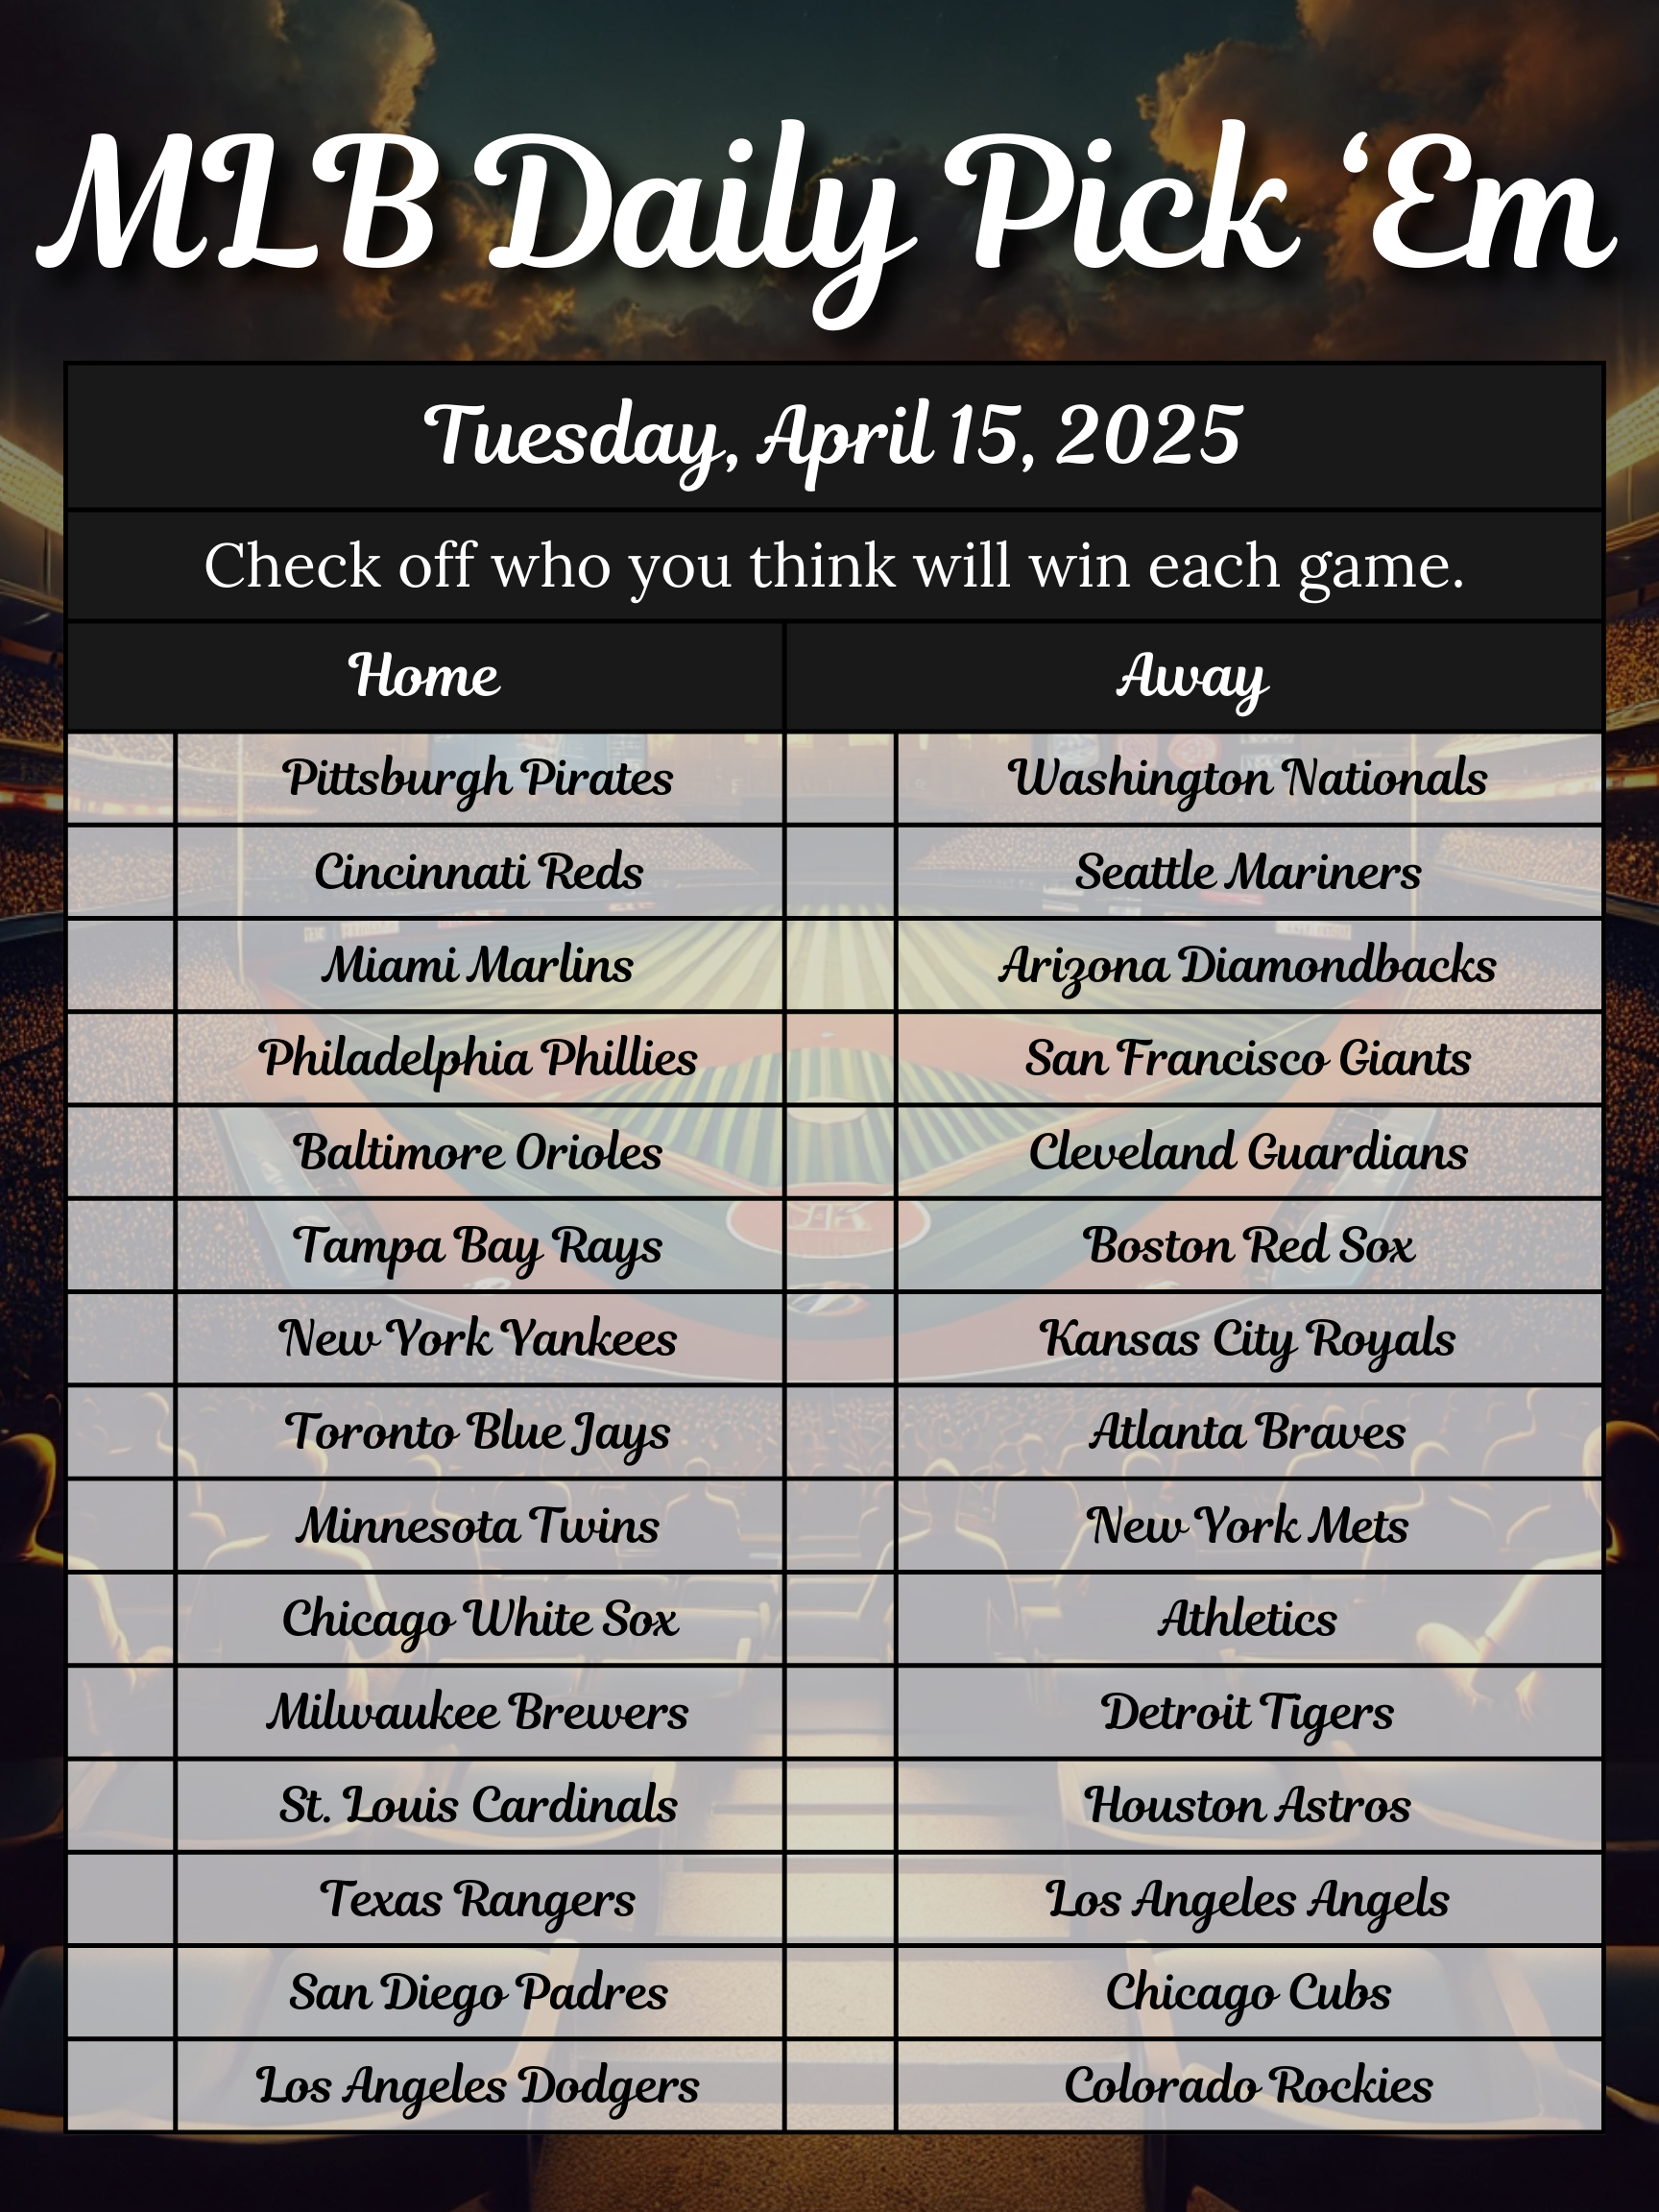 MLB Daily Pick ‘Em
Tuesday, April 15, 2025
Check off who you think will win each game.
Home Away
Pittsburgh Pirates Washington Nationals
Cincinnati Reds Seattle Mariners
Miami Marlins Arizona Diamondbacks
Philadelphia Phillies San Francisco Giants
Baltimore Orioles Cleveland Guardians
Tampa Bay Rays Boston Red Sox
New York Yankees Kansas City Royals
Toronto Blue Jays Atlanta Braves
Minnesota Twins New York Mets
Chicago White Sox Athletics
Milwaukee Brewers Detroit Tigers
St. Louis Cardinals Houston Astros
Texas Rangers Los Angeles Angels
San Diego Padres Chicago Cubs
Los Angeles Dodgers Colorado Rockies